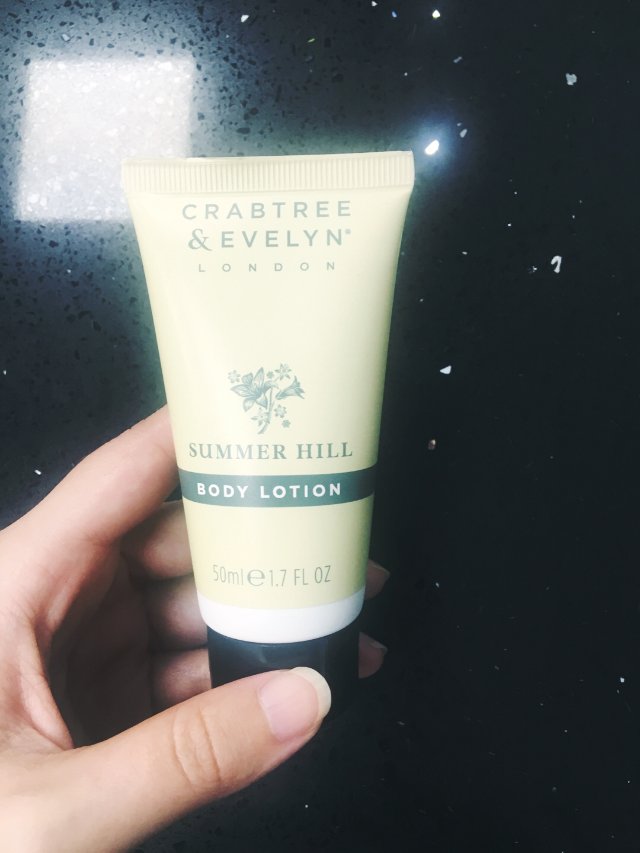 CRABTREE
& EVELYN®
LONDON
SUMMER HILL
BODY LOTION
50ml ℮ 1.7 FL OZ